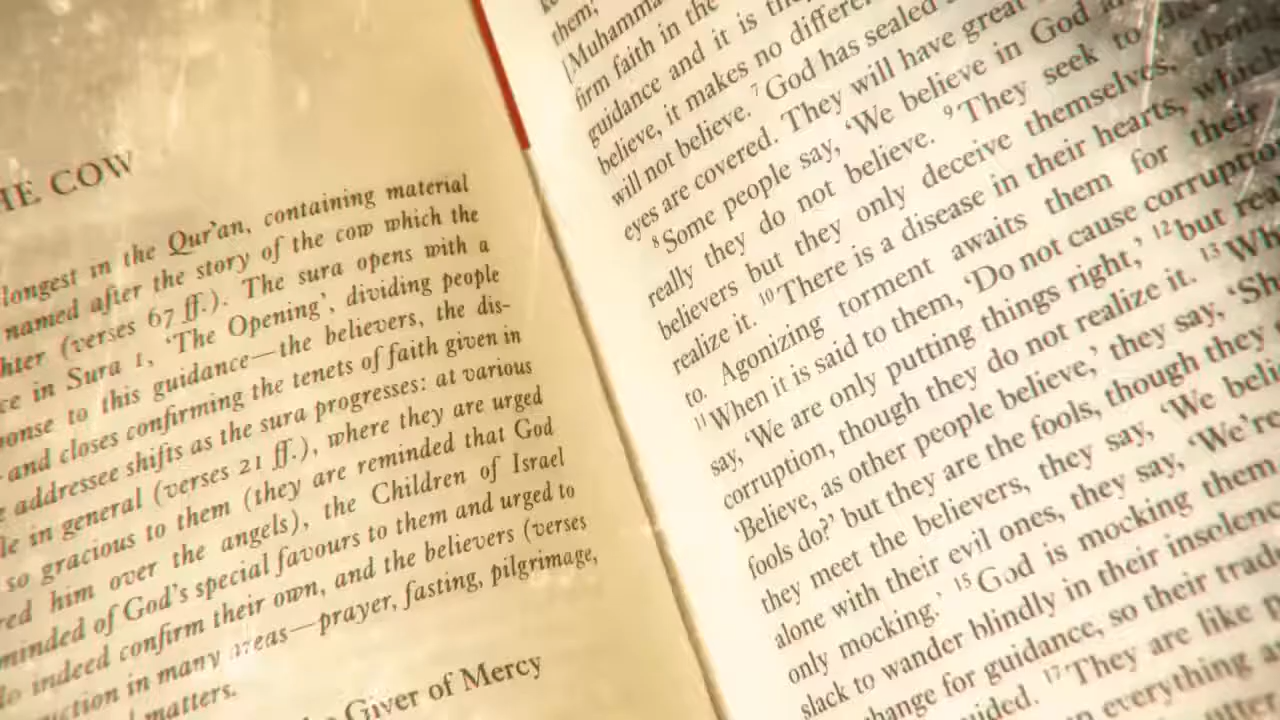 HE COW
longest in the Qur'an, containing material
named after the story of the cow which the
hter (verses 67 ff.). The sura opens with a
ce in Sura 1, 'The Opening', dividing people
onse to this guidance—the believers, the dis-
and closes confirming the tenets of faith given in
addressee shifts as the sura progresses: at various
le in general (verses 21 ff.), where they are urged
so gracious to them (they are reminded that God
red him over the angels), the Children of Israel
minded of God's special favours to them and urged to
do indeed confirm their own, and the believers (verses
uction in many areas—prayer, fasting, pilgrimage,
matters.
Giver of Mercy
them;
(Muhamma
firm faith in the
guidance and it is the
believe, it makes no differe
will not believe. 7 God has sealed
eyes are covered. They will have great
8 Some people say, 'We believe in God
really they do not believe. 9 They seek to
believers but they only deceive themselves, though
realize it. 10 There is a disease in their hearts, which
to. Agonizing torment awaits them for their
11 When it is said to them, 'Do not cause corruption
say, 'We are only putting things right,' 12 but rea
corruption, though they do not realize it. 13 Wh
'Believe, as other people believe,' they say, 'Sh
fools do?' but they are the fools, though they
they meet the believers, they say, 'We beli
alone with their evil ones, they say, 'We're
only mocking.' 15 God is mocking them
slack to wander blindly in their insolenc
hange for guidance, so their trad
uided. 17 They are like p
everything a
utter